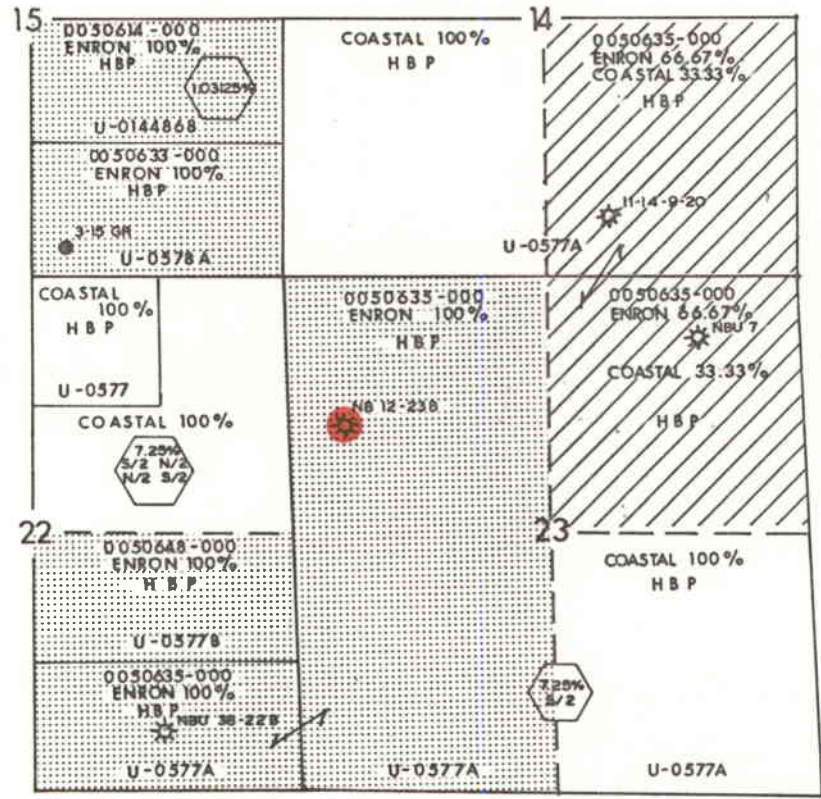 15
0050614-000
ENRON 100%
HBP
1.03125%
U-0144868
COASTAL 100%
HBP
14
0050635-000
ENRON 66.67%
COASTAL 33.33%
HBP
11-14-9-20
U-0577A
0050633-000
ENRON 100%
HBP
3-15 GR
U-0578A
COASTAL
100%
HBP
U-0577
COASTAL 100%
7.25%
S/2 N/2
N/2 S/2
0050635-000
ENRON 100%
HBP
NB 12-23B
0050635-000
ENRON 66.67%
NBU 7
COASTAL 33.33%
HBP
22
0050648-000
ENRON 100%
HBP
U-0577B
0050635-000
ENRON 100%
HBP
NBU 38-22B
U-0577A
U-0577A
23
COASTAL 100%
HBP
7.25%
S/2
U-0577A